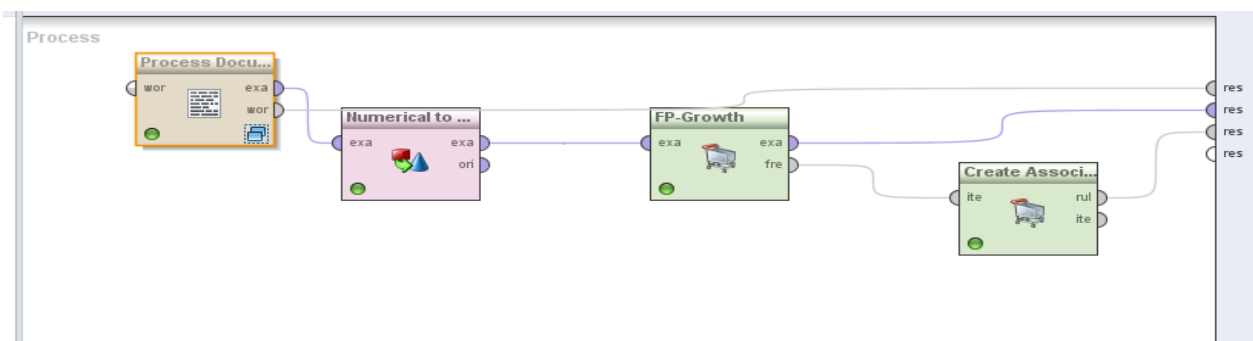 Process
Process Docu...
wor
exa
wor
Numerical to ...
exa
exa
ori
FP-Growth
exa
exa
fre
Create Associ...
ite
rul
ite
res
res
res
res